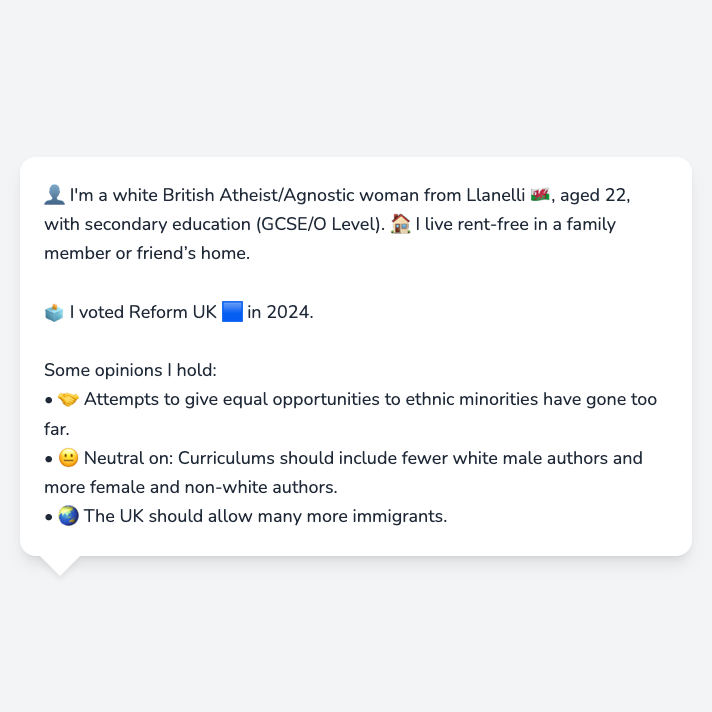 👤 I'm a white British Atheist/Agnostic woman from Llanelli 🏴󠁧󠁢󠁷󠁬󠁳󠁿, aged 22,
with secondary education (GCSE/O Level). 🏠 I live rent-free in a family
member or friend’s home.
🗳️ I voted Reform UK 🟦 in 2024.
Some opinions I hold:
• 🤝 Attempts to give equal opportunities to ethnic minorities have gone too
far.
• 😐 Neutral on: Curriculums should include fewer white male authors and
more female and non-white authors.
• 🌏 The UK should allow many more immigrants.